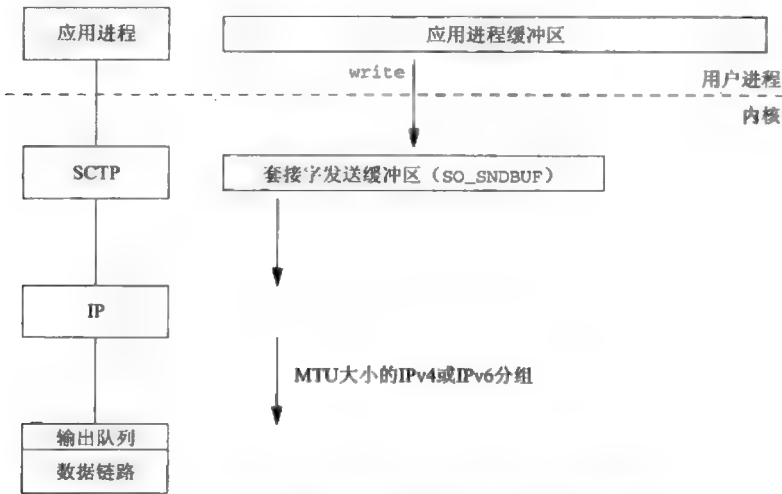 应用进程
应用进程缓冲区
write
用户进程
内核
SCTP
套接字发送缓冲区（SO_SNDBUF）
IP
MTU大小的IPv4或IPv6分组
输出队列
数据链路